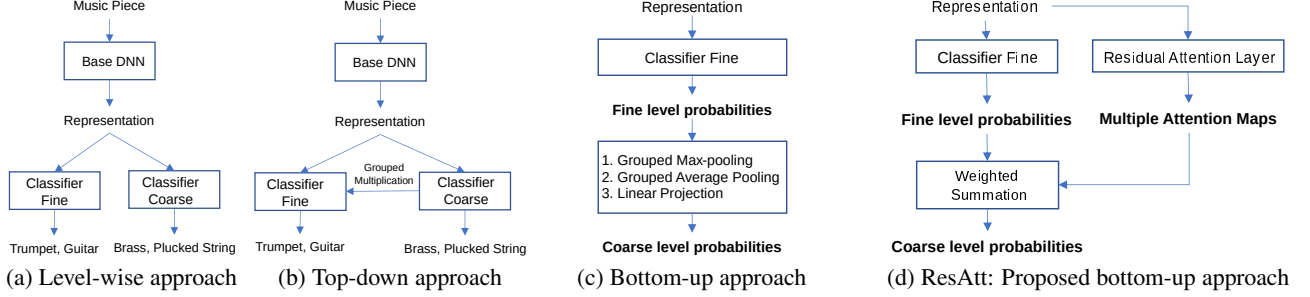 Music Piece
Base DNN
Representation
Classifier
Fine
Classifier
Coarse
Trumpet, Guitar
Brass, Plucked String
(a) Level-wise approach
Music Piece
Base DNN
Representation
Grouped
Multiplication
Classifier
Fine
Classifier
Coarse
Trumpet, Guitar
Brass, Plucked String
(b) Top-down approach
Representation
Classifier Fine
Fine level probabilities
1. Grouped Max-pooling
2. Grouped Average Pooling
3. Linear Projection
Coarse level probabilities
(c) Bottom-up approach
Representation
Classifier Fine
Residual Attention Layer
Fine level probabilities
Multiple Attention Maps
Weighted
Summation
Coarse level probabilities
(d) ResAtt: Proposed bottom-up approach